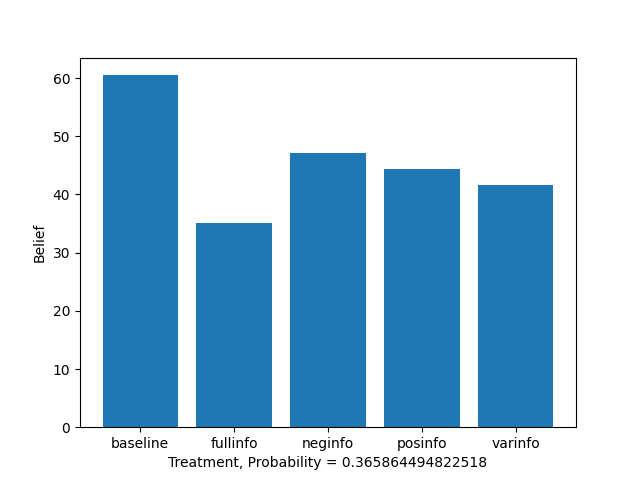 60
50
40
30
20
10
0
Belief
baseline fullinfo neginfo posinfo varinfo
Treatment, Probability = 0.365864494822518